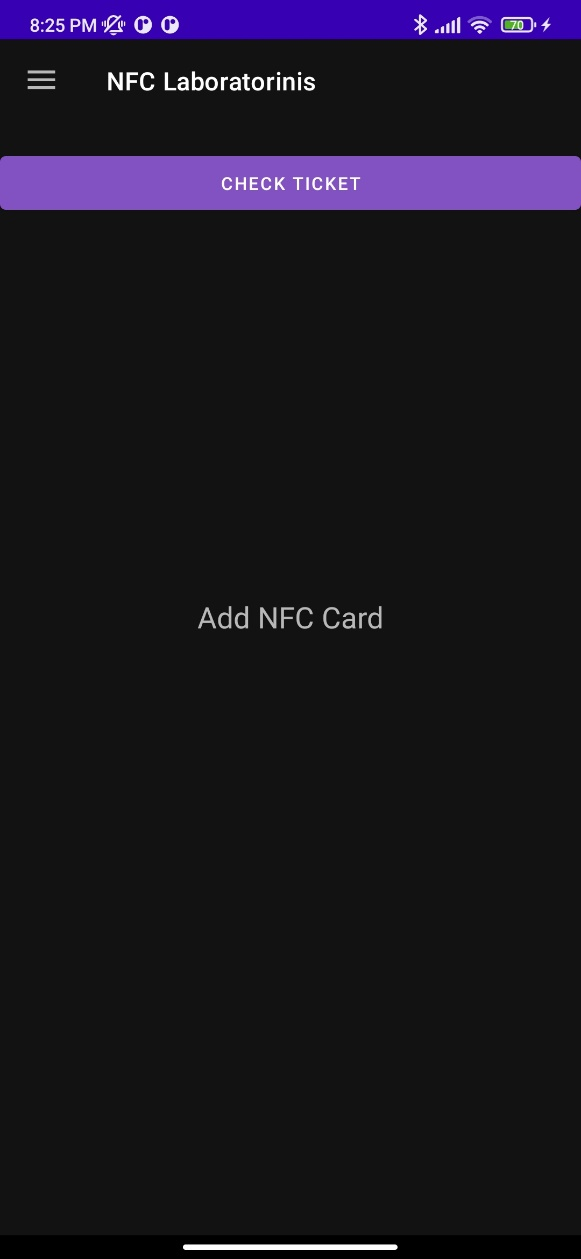 8:25 PM
70
NFC Laboratorinis
CHECK TICKET
Add NFC Card